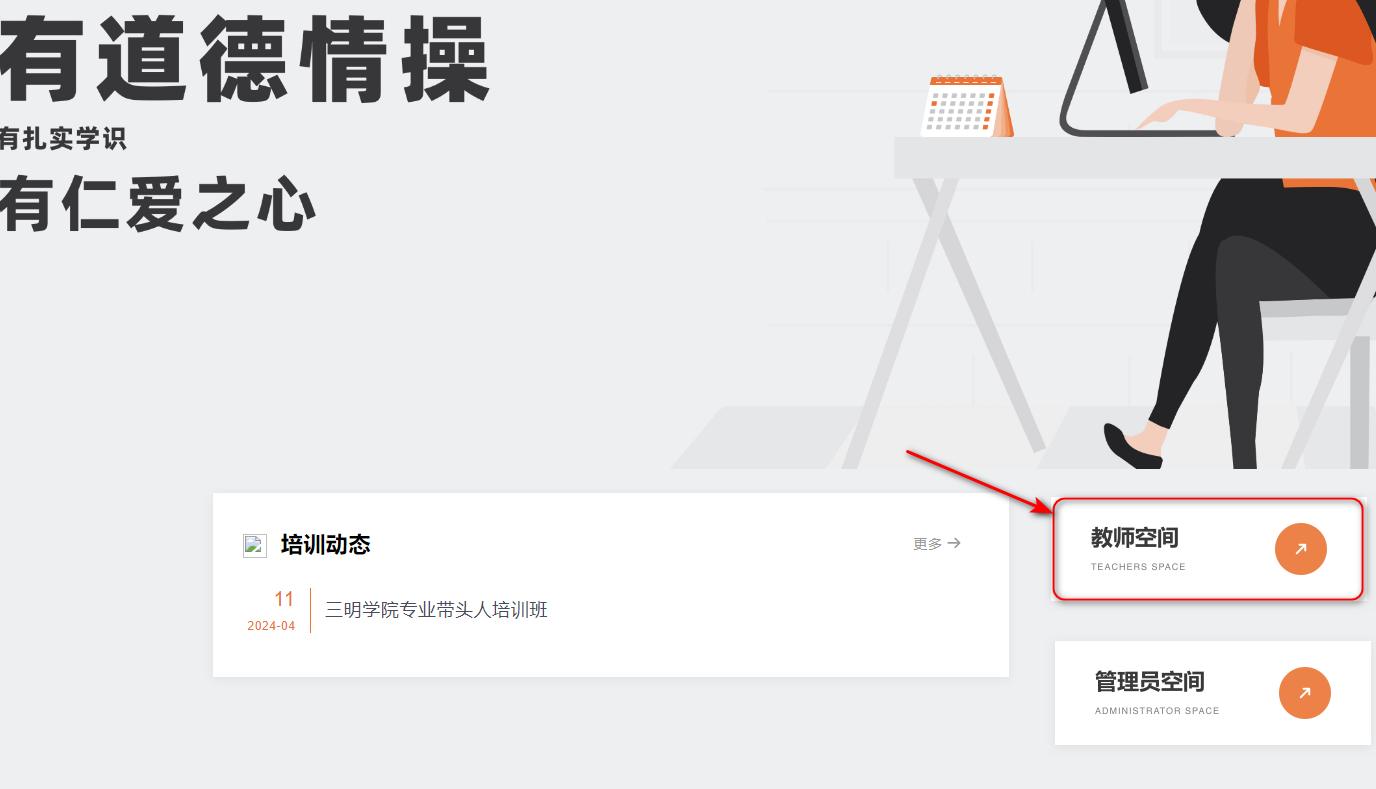 有道德情操
有扎实学识
有仁爱之心
培训动态
更多
11
2024-04
三明学院专业带头人培训班
教师空间
TEACHERS SPACE
管理员空间
ADMINISTRATOR SPACE